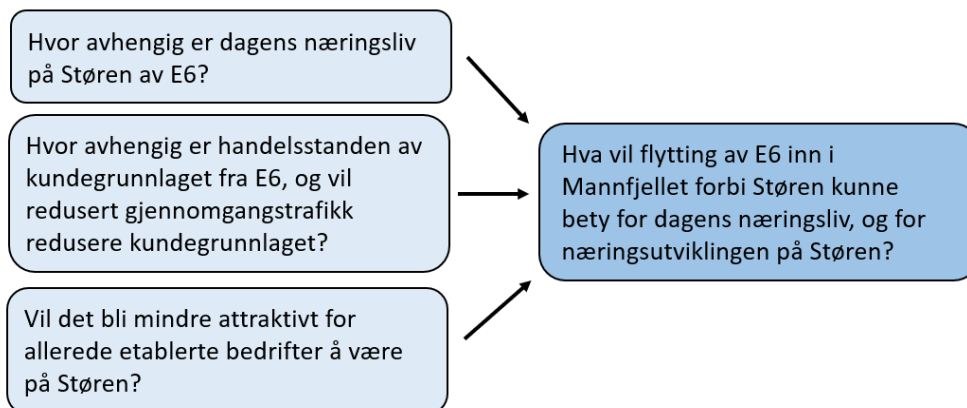 Hvor avhengig er dagens næringsliv
på Støren av E6?
Hvor avhengig er handelsstanden av
kundegrunnlaget fra E6, og vil
redusert gjennomgangstrafikk
redusere kundegrunnlaget?
Vil det bli mindre attraktivt for
allerede etablerte bedrifter å være
på Støren?
Hva vil flytting av E6 inn i
Mannfjellet forbi Støren kunne
bety for dagens næringsliv, og for
næringsutviklingen på Støren?